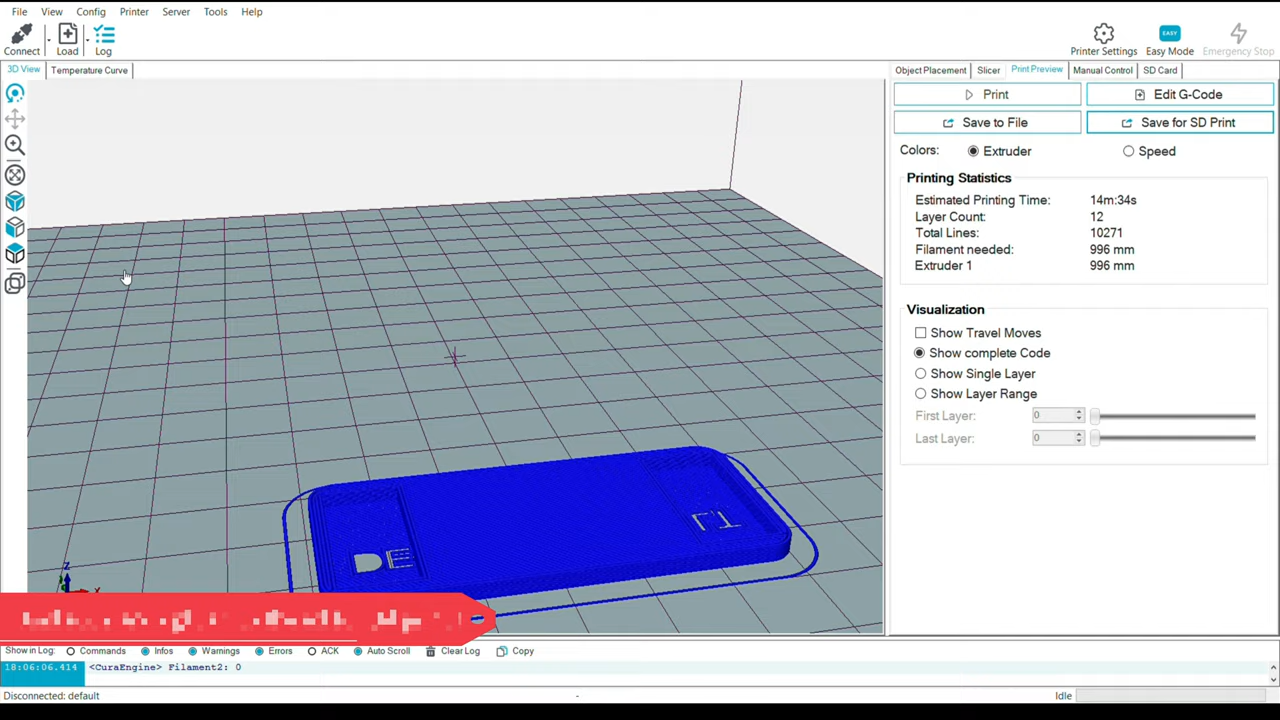 File View Config Printer Server Tools Help
Connect Load Log Printer Settings Easy Mode Emergency Stop
EASY
3D View Temperature Curve
Object Placement Slicer Print Preview Manual Control SD Card
Print Edit G-Code
Save to File Save for SD Print
Colors: Extruder Speed
Printing Statistics
Estimated Printing Time: 14m:34s
Layer Count: 12
Total Lines: 10271
Filament needed: 996 mm
Extruder 1 996 mm
Visualization
Show Travel Moves
Show complete Code
Show Single Layer
Show Layer Range
First Layer: 0
Last Layer: 0
Z
X
Show in Log: Commands Infos Warnings Errors ACK Auto Scroll Clear Log Copy
18:06:06.414 <CuraEngine> Filament2: 0
Disconnected: default - Idle